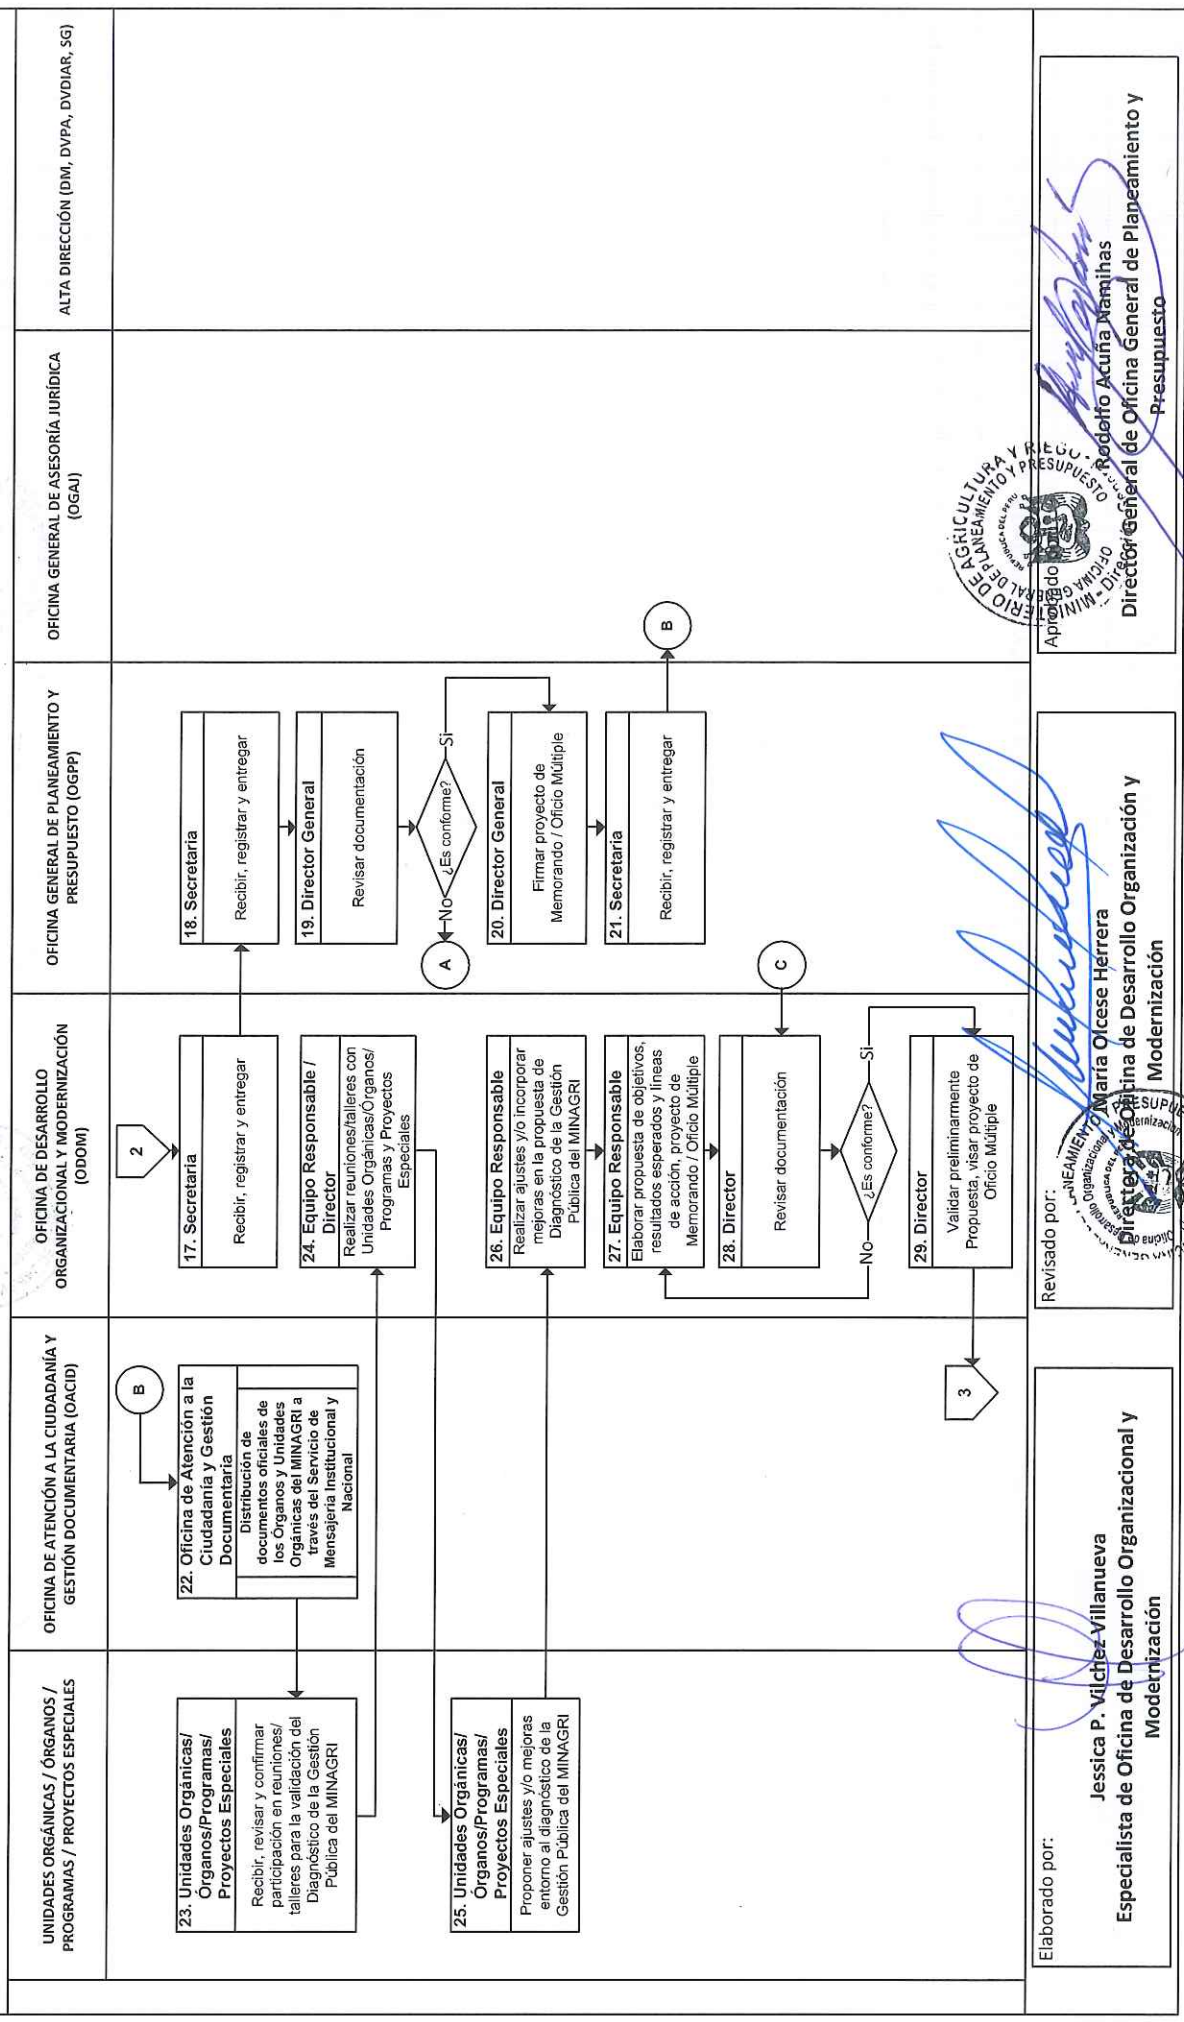 UNIDADES ORGÁNICAS / ÓRGANOS /
PROGRAMAS / PROYECTOS ESPECIALES
OFICINA DE ATENCIÓN A LA CIUDADANÍA Y
GESTIÓN DOCUMENTARIA (OACID)
OFICINA DE DESARROLLO
ORGANIZACIONAL Y MODERNIZACIÓN
(ODOM)
OFICINA GENERAL DE PLANEAMIENTO Y
PRESUPUESTO (OGPP)
OFICINA GENERAL DE ASESORÍA JURÍDICA
(OGAJ)
ALTA DIRECCIÓN (DM, DVPA, DVDIAR, SG)
2
17. Secretaria
Recibir, registrar y entregar
18. Secretaria
Recibir, registrar y entregar
19. Director General
Revisar documentación
¿Es conforme?
No
Si
A
20. Director General
Firmar proyecto de
Memorando / Oficio Múltiple
21. Secretaria
Recibir, registrar y entregar
B
B
22. Oficina de Atención a la
Ciudadanía y Gestión
Documentaria
Distribución de
documentos oficiales de
los Órganos y Unidades
Orgánicas del MINAGRI a
través del Servicio de
Mensajería Institucional y
Nacional
23. Unidades Orgánicas/
Órganos/Programas/
Proyectos Especiales
Recibir, revisar y confirmar
participación en reuniones/
talleres para la validación del
Diagnóstico de la Gestión
Pública del MINAGRI
24. Equipo Responsable /
Director
Realizar reuniones/talleres con
Unidades Orgánicas/Órganos/
Programas y Proyectos
Especiales
25. Unidades Orgánicas/
Órganos/Programas/
Proyectos Especiales
Proponer ajustes y/o mejoras
entorno al diagnóstico de la
Gestión Pública del MINAGRI
26. Equipo Responsable
Realizar ajustes y/o incorporar
mejoras en la propuesta de
Diagnóstico de la Gestión
Pública del MINAGRI
27. Equipo Responsable
Elaborar propuesta de objetivos,
resultados esperados y líneas
de acción, proyecto de
Memorando / Oficio Múltiple
C
28. Director
Revisar documentación
¿Es conforme?
No
Si
29. Director
Validar preliminarmente
Propuesta, visar proyecto de
Oficio Múltiple
3
Elaborado por:
Jessica P. Vilchez Villanueva
Especialista de Oficina de Desarrollo Organizacional y
Modernización
Revisado por:
María Olcese Herrera
Directora de Oficina de Desarrollo Organización y
Modernización
Aprobado
Rodolfo Acuña Namihas
Director General de Oficina General de Planeamiento y
Presupuesto
MINISTERIO DE AGRICULTURA Y RIEGO
OFICINA GENERAL DE PLANEAMIENTO Y PRESUPUESTO
REPUBLICA DEL PERU